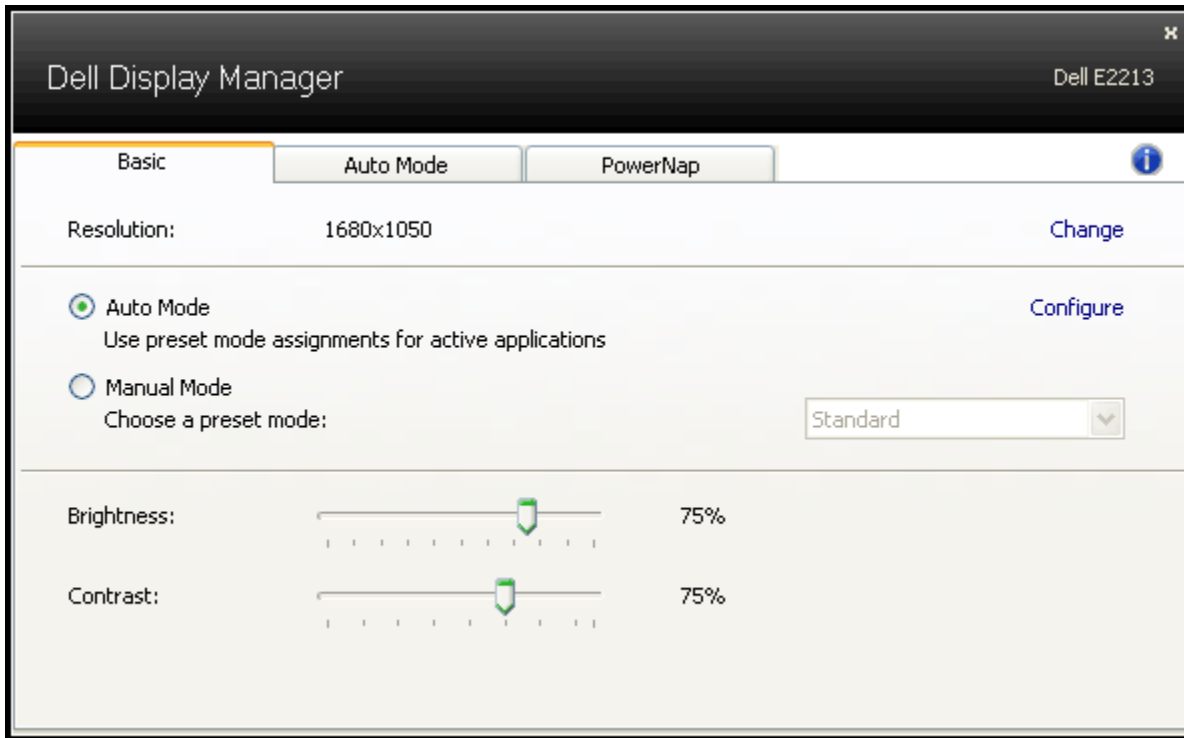 Dell Display Manager
Dell E2213
Basic
Auto Mode
PowerNap
Resolution:
1680x1050
Change
Auto Mode
Configure
Use preset mode assignments for active applications
Manual Mode
Choose a preset mode:
Standard
Brightness:
75%
Contrast:
75%